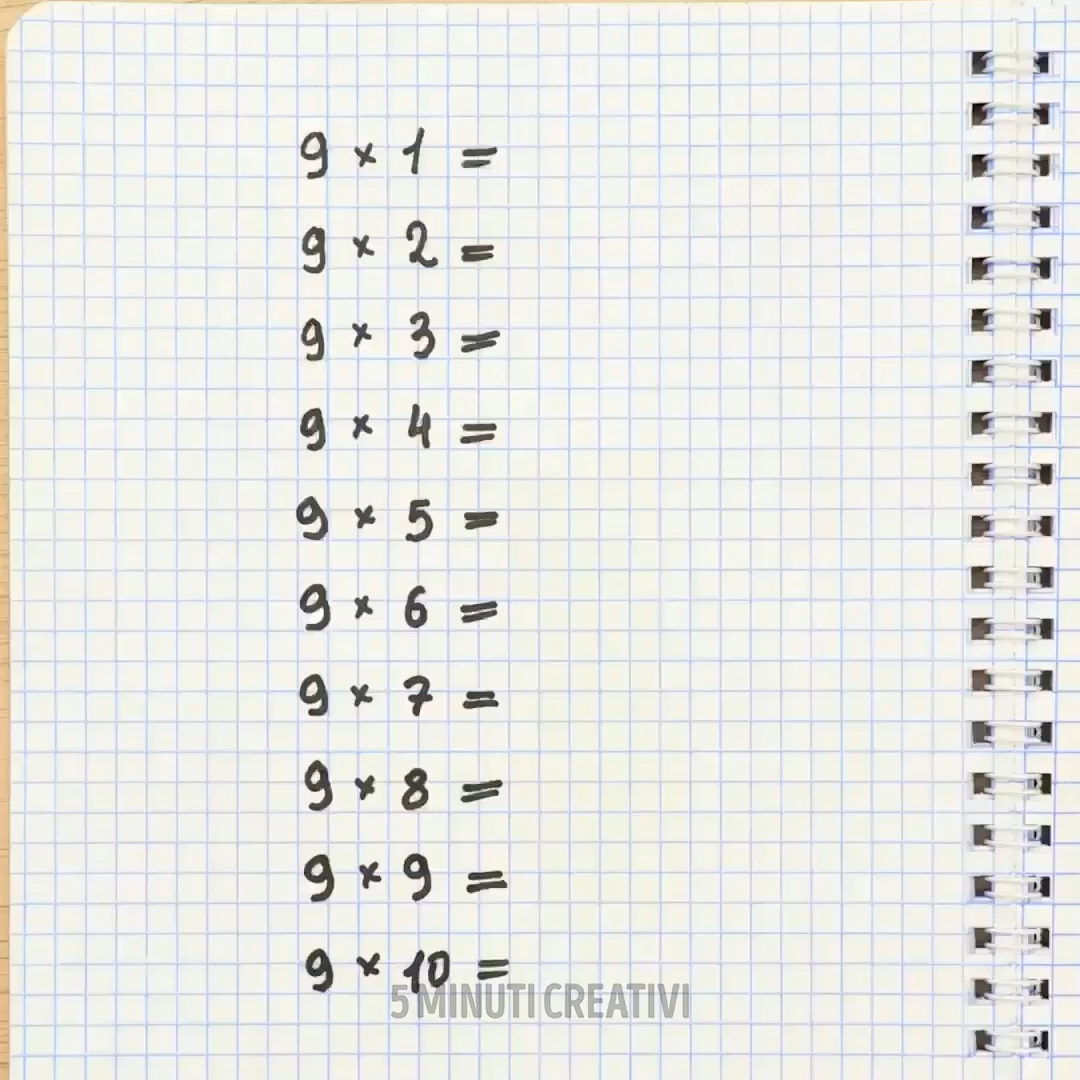 9 × 1 =
9 × 2 =
9 × 3 =
9 × 4 =
9 × 5 =
9 × 6 =
9 × 7 =
9 × 8 =
9 × 9 =
9 × 10 =
5 MINUTI CREATIVI